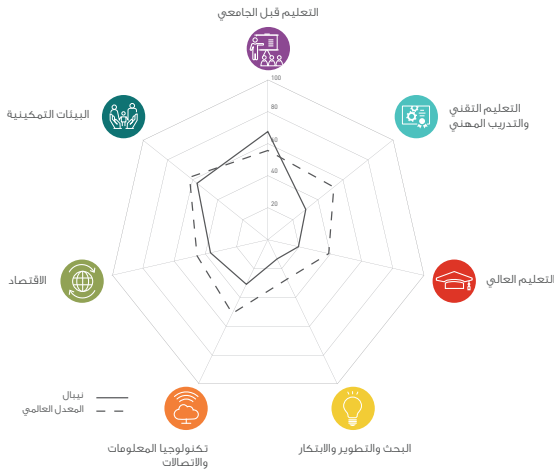 التعليم قبل الجامعي
100
80
60
40
20
التعليم التقني
والتدريب المهني
التعليم العالي
البحث والتطوير والابتكار
تكنولوجيا المعلومات
والاتصالات
الاقتصاد
البيئات التمكينية
نيبال
المعدل العالمي